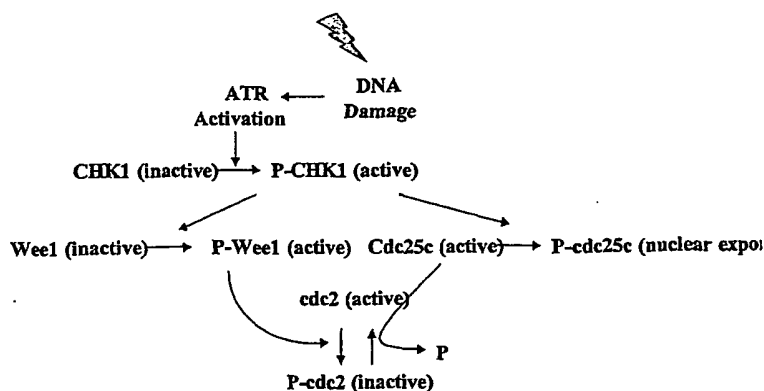 DNA
Damage
ATR
Activation
CHK1 (inactive) P-CHK1 (active)
Wee1 (inactive) P-Wee1 (active) Cdc25c (active) P-cdc25c (nuclear
cdc2 (active)
P
P-cdc2 (inactive)